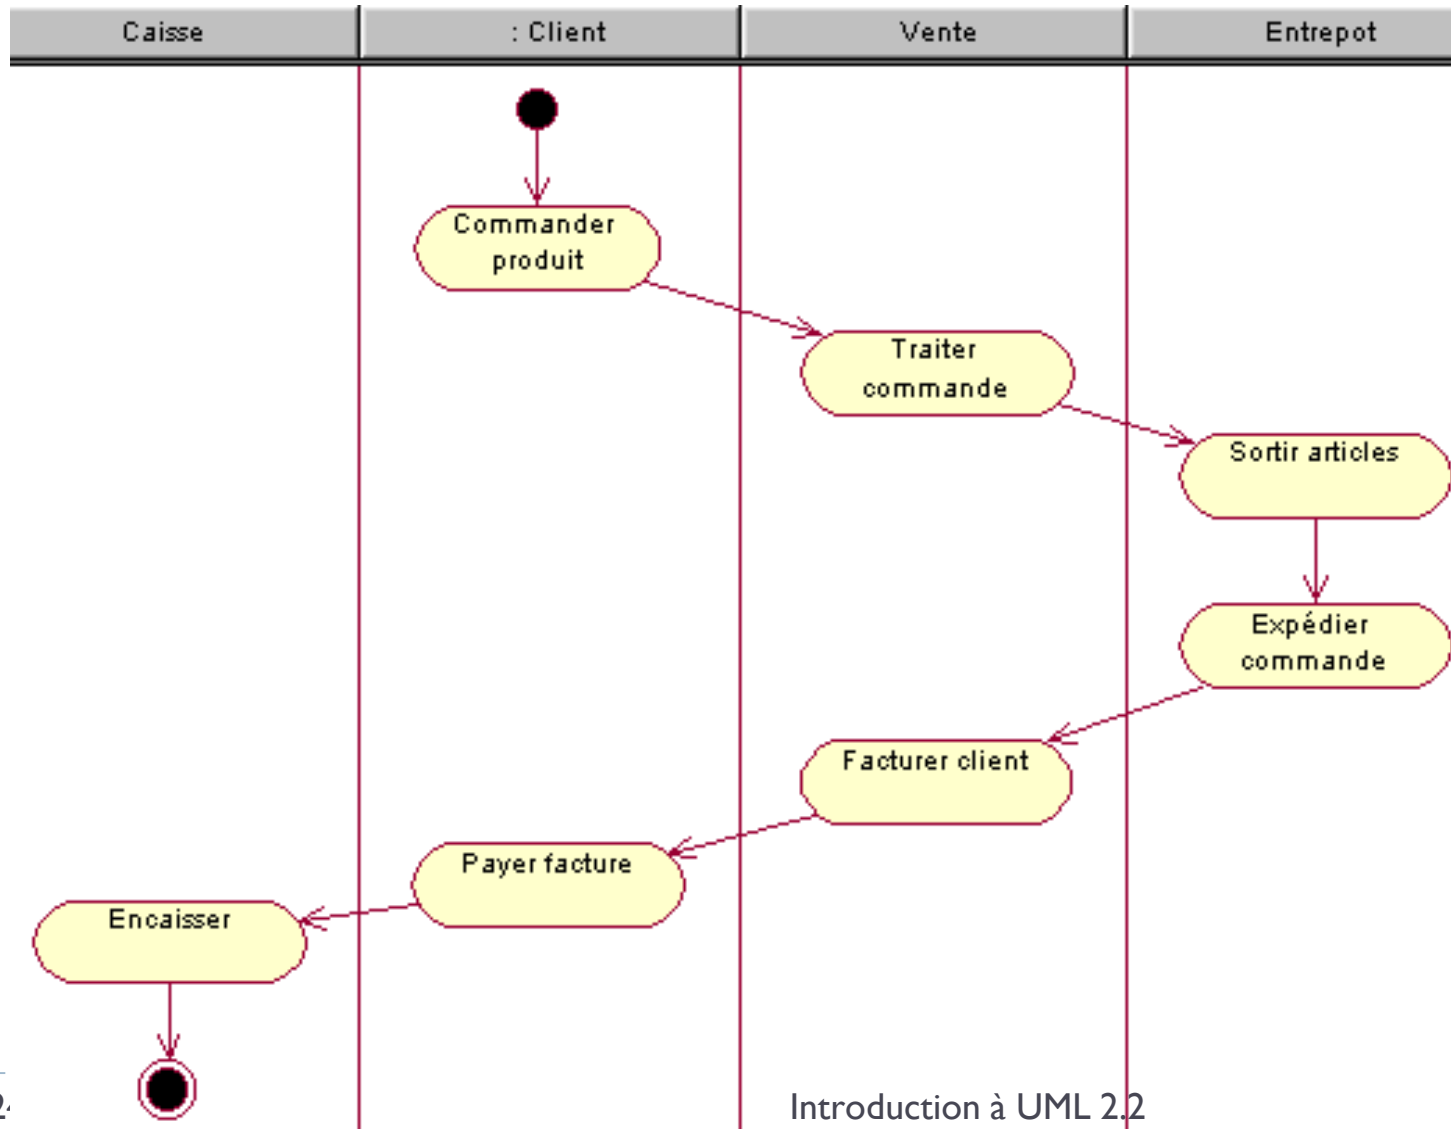 Caisse
: Client
Vente
Entrepot
Commander
produit
Traiter
commande
Sortir articles
Expédier
commande
Facturer client
Payer facture
Encaisser
Introduction à UML 2.2